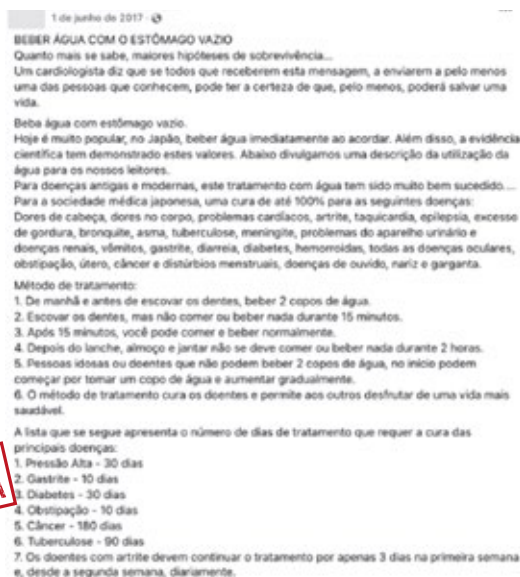 1 de junho de 2017 ·
BEBER ÁGUA COM O ESTÔMAGO VAZIO
Quanto mais se sabe, maiores hipóteses de sobrevivência...
Um cardiologista diz que se todos que receberem esta mensagem, a enviarem a pelo menos
uma das pessoas que conhecem, pode ter a certeza de que, pelo menos, poderá salvar uma
vida.
Beba água com estômago vazio.
Hoje é muito popular, no Japão, beber água imediatamente ao acordar. Além disso, a evidência
científica tem demonstrado estes valores. Abaixo divulgamos uma descrição da utilização da
água para os nossos leitores.
Para doenças antigas e modernas, este tratamento com água tem sido muito bem sucedido....
Para a sociedade médica japonesa, uma cura de até 100% para as seguintes doenças:
Dores de cabeça, dores no corpo, problemas cardíacos, artrite, taquicardia, epilepsia, excesso
de gordura, bronquite, asma, tuberculose, meningite, problemas do aparelho urinário e
doenças renais, vômitos, gastrite, diarreia, diabetes, hemorroidas, todas as doenças oculares,
obstipação, útero, câncer e distúrbios menstruais, doenças de ouvido, nariz e garganta.
Método de tratamento:
1. De manhã e antes de escovar os dentes, beber 2 copos de água.
2. Escovar os dentes, mas não comer ou beber nada durante 15 minutos.
3. Após 15 minutos, você pode comer e beber normalmente.
4. Depois do lanche, almoço e jantar não se deve comer ou beber nada durante 2 horas.
5. Pessoas idosas ou doentes que não podem beber 2 copos de água, no início podem
começar por tomar um copo de água e aumentar gradualmente.
6. O método de tratamento cura os doentes e permite aos outros desfrutar de uma vida mais
saudável.
A lista que se segue apresenta o número de dias de tratamento que requer a cura das
principais doenças:
1. Pressão Alta - 30 dias
2. Gastrite - 10 dias
3. Diabetes - 30 dias
4. Obstipação - 10 dias
5. Câncer - 180 dias
6. Tuberculose - 90 dias
7. Os doentes com artrite devem continuar o tratamento por apenas 3 dias na primeira semana
e, desde a segunda semana, diariamente.